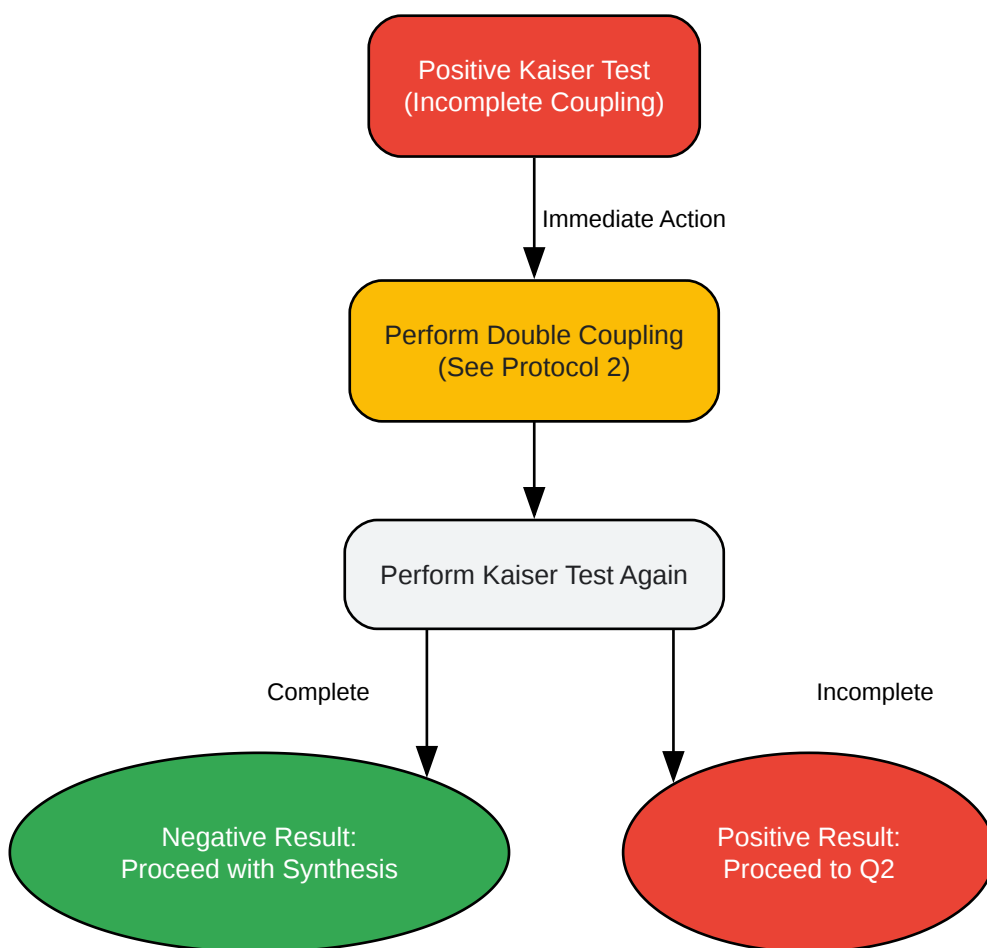 Positive Kaiser Test
(Incomplete Coupling)
Immediate Action
Perform Double Coupling
(See Protocol 2)
Perform Kaiser Test Again
Complete
Incomplete
Negative Result:
Proceed with Synthesis
Positive Result:
Proceed to Q2